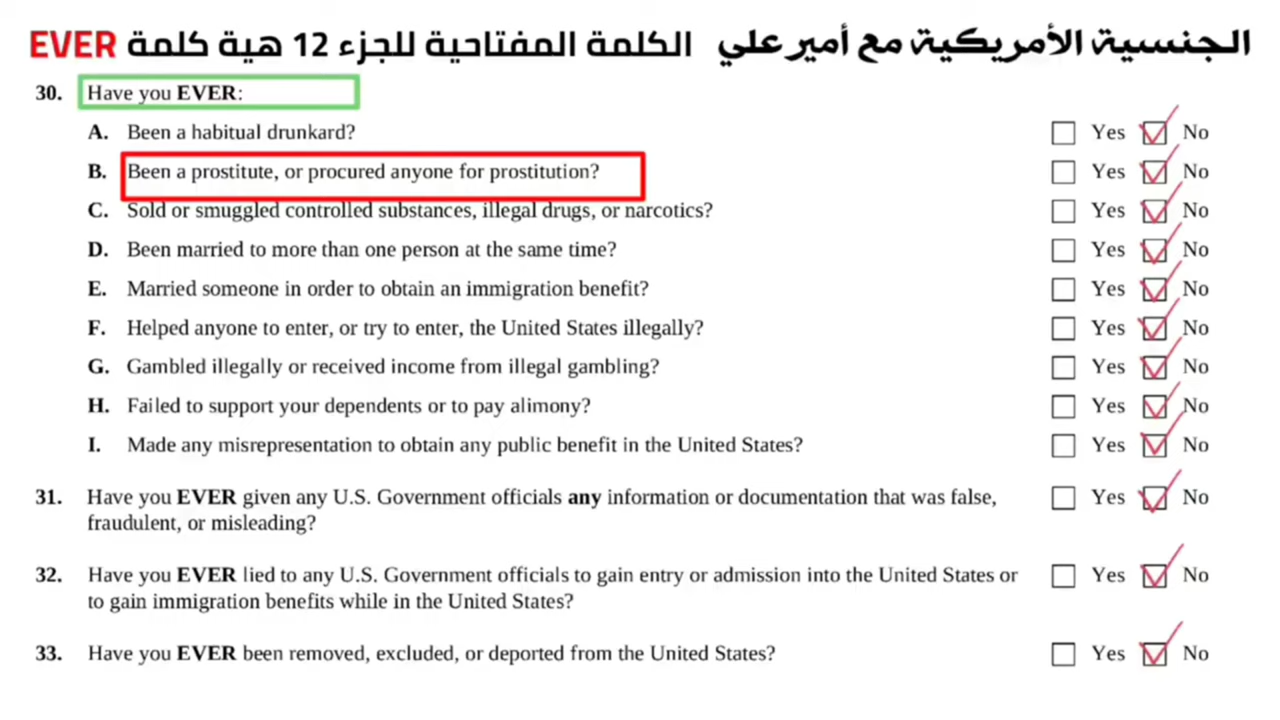 الجنسية الأمريكية مع أمير علي الكلمة المفتاحية للجزء 12 هية كلمة EVER
30. Have you EVER:
A. Been a habitual drunkard? Yes No
B. Been a prostitute, or procured anyone for prostitution? Yes No
C. Sold or smuggled controlled substances, illegal drugs, or narcotics? Yes No
D. Been married to more than one person at the same time? Yes No
E. Married someone in order to obtain an immigration benefit? Yes No
F. Helped anyone to enter, or try to enter, the United States illegally? Yes No
G. Gambled illegally or received income from illegal gambling? Yes No
H. Failed to support your dependents or to pay alimony? Yes No
I. Made any misrepresentation to obtain any public benefit in the United States? Yes No
31. Have you EVER given any U.S. Government officials any information or documentation that was false, Yes No
fraudulent, or misleading?
32. Have you EVER lied to any U.S. Government officials to gain entry or admission into the United States or Yes No
to gain immigration benefits while in the United States?
33. Have you EVER been removed, excluded, or deported from the United States? Yes No